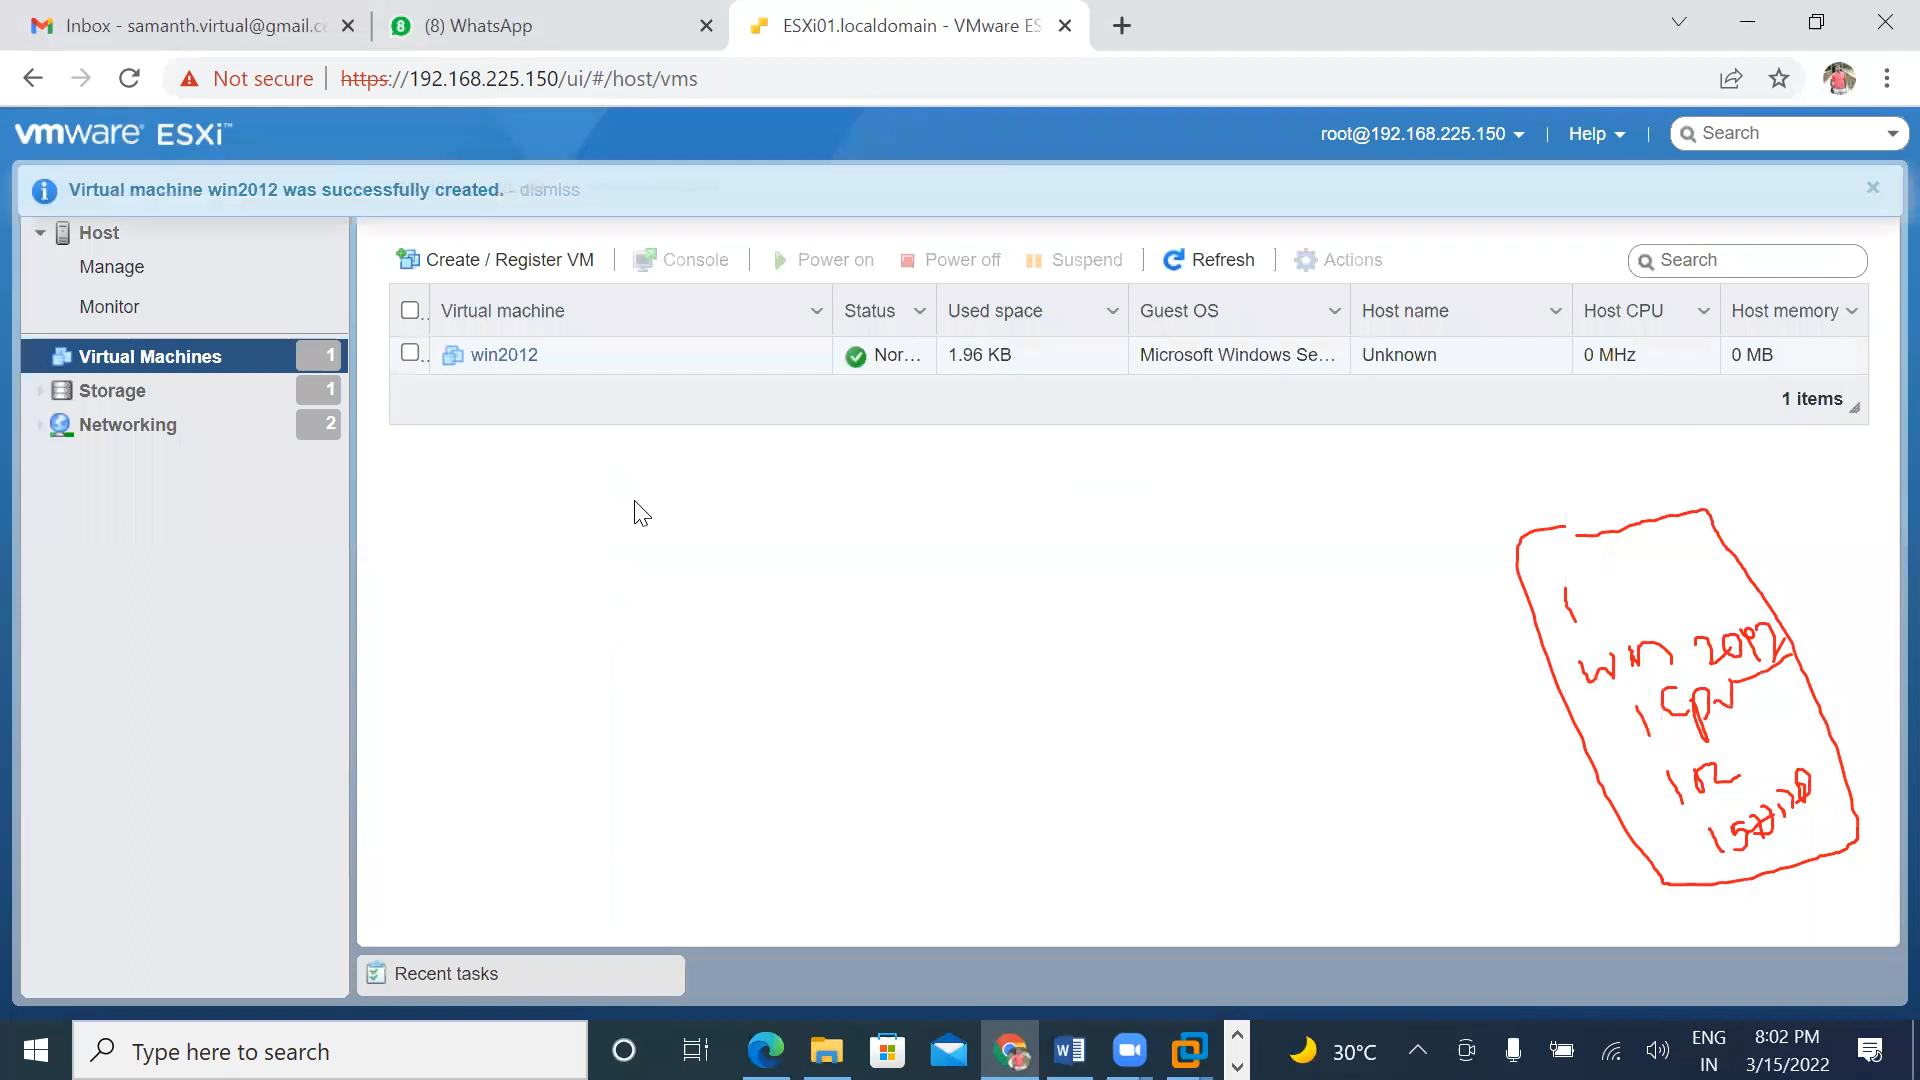 Inbox - samanth.virtual@gmail.c
(8) WhatsApp
ESXi01.localdomain - VMware ES
Not secure
https://192.168.225.150/ui/#/host/vms
vmware ESXi™
root@192.168.225.150
Help
Search
Virtual machine win2012 was successfully created. - dismiss
Host
Manage
Monitor
Virtual Machines 1
Storage 1
Networking 2
Create / Register VM
Console
Power on
Power off
Suspend
Refresh
Actions
Search
Virtual machine
Status
Used space
Guest OS
Host name
Host CPU
Host memory
win2012
Nor...
1.96 KB
Microsoft Windows Se...
Unknown
0 MHz
0 MB
1 items
win 2012
1 CPU
Recent tasks
Type here to search
30°C
ENG
IN
8:02 PM
3/15/2022